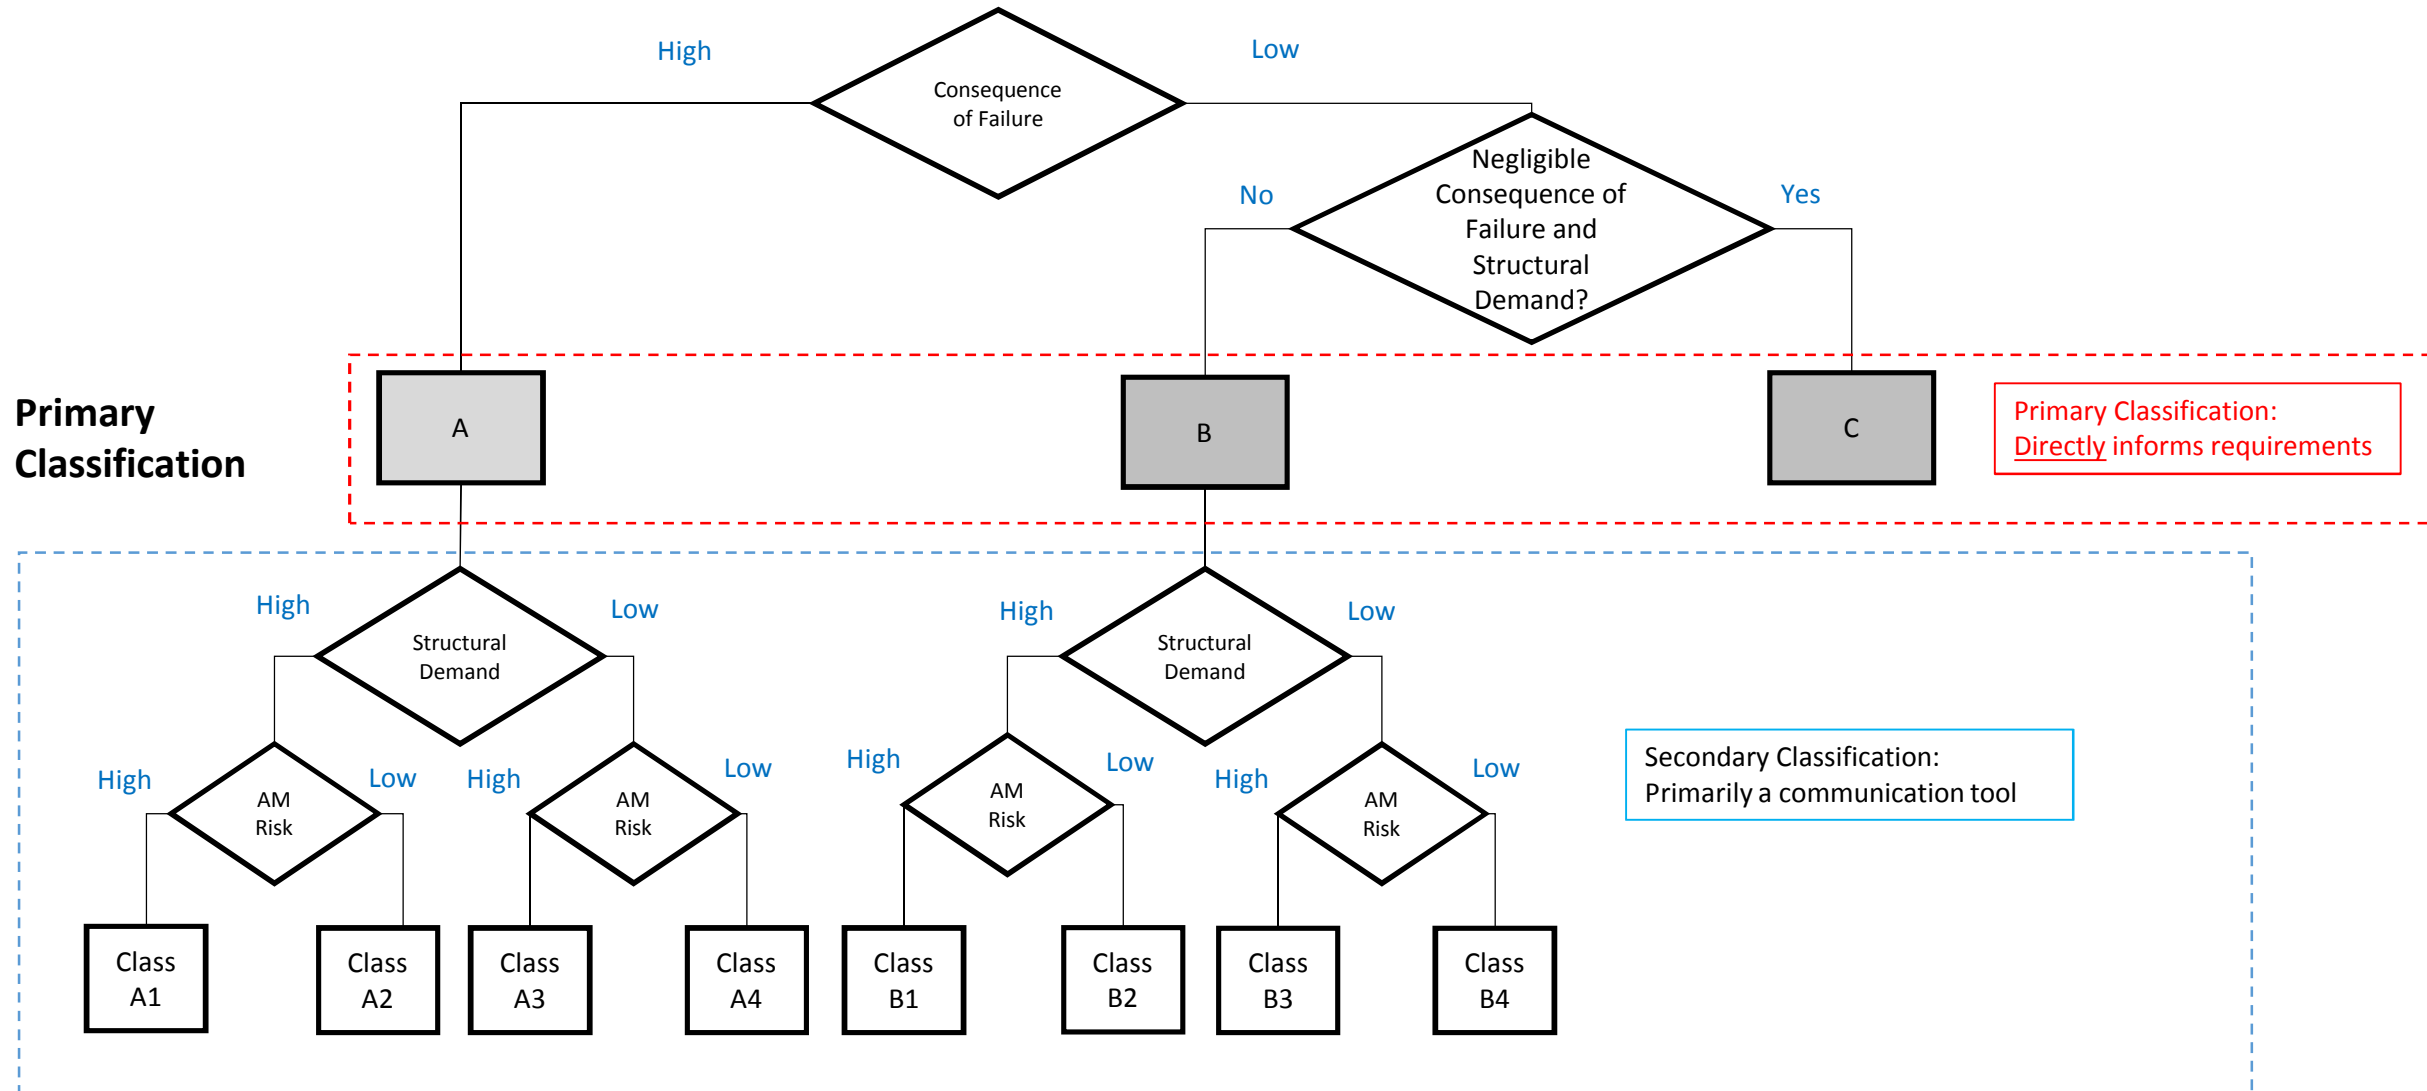 High
Low
Consequence
of Failure
Negligible
Consequence of
Failure and
Structural
Demand?
No
Yes
Primary
Classification
A
B
C
Primary Classification:
Directly informs requirements
High
Low
Structural
Demand
High
Low
Structural
Demand
High
Low
AM
Risk
High
Low
AM
Risk
High
Low
AM
Risk
High
Low
AM
Risk
Secondary Classification:
Primarily a communication tool
Class
A1
Class
A2
Class
A3
Class
A4
Class
B1
Class
B2
Class
B3
Class
B4